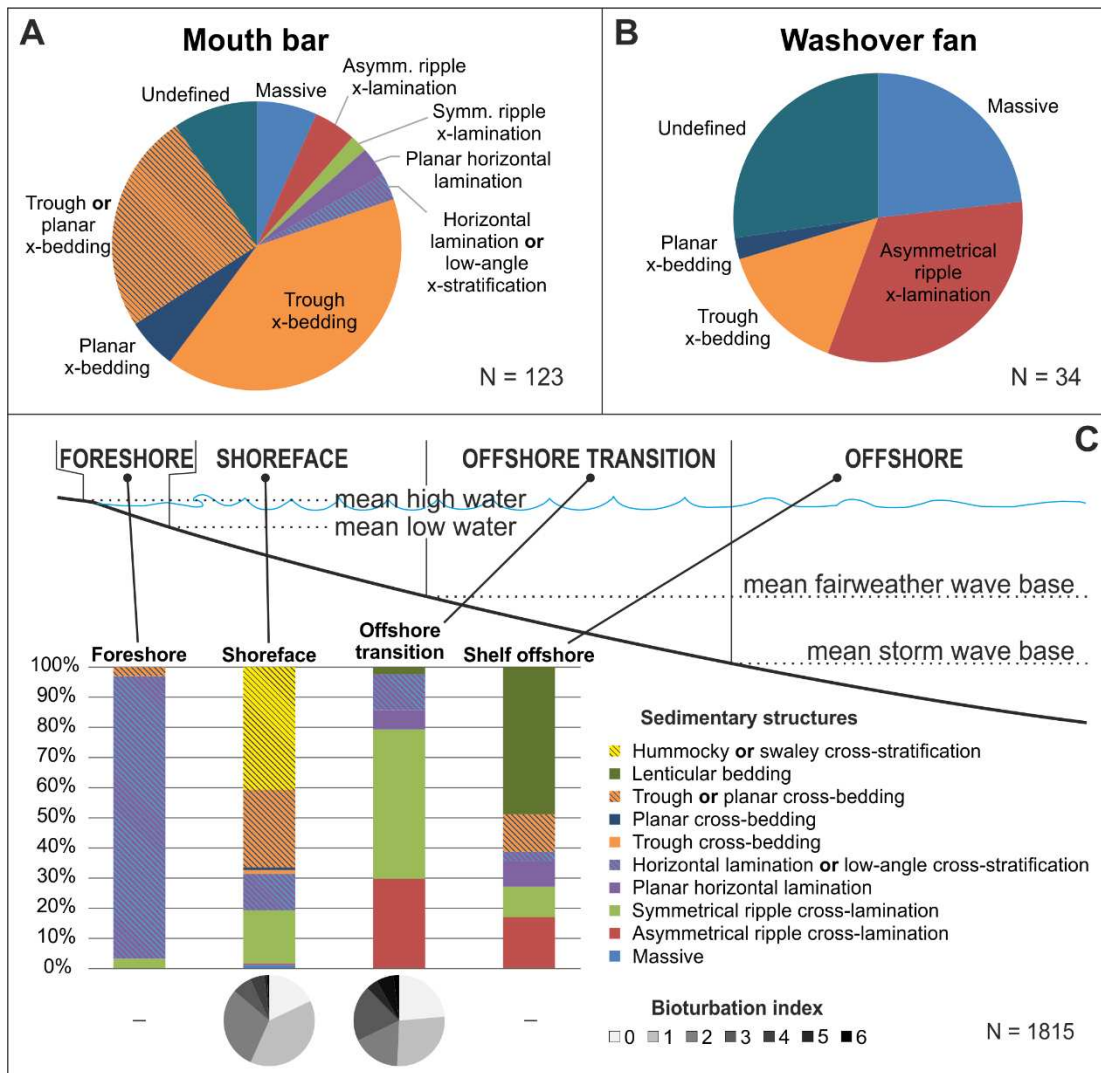 A
Mouth bar
Undefined
Massive
Asymm. ripple
x-lamination
Symm. ripple
x-lamination
Planar horizontal
lamination
Horizontal
lamination or
low-angle
x-stratification
Trough or
planar
x-bedding
Trough
x-bedding
Planar
x-bedding
N = 123
B
Washover fan
Undefined
Massive
Planar
x-bedding
Asymmetrical
ripple
x-lamination
Trough
x-bedding
N = 34
C
FORESHORE
SHOREFACE
OFFSHORE TRANSITION
OFFSHORE
mean high water
mean low water
mean fairweather wave base
mean storm wave base
Foreshore
Shoreface
Offshore
transition
Shelf offshore
100%
90%
80%
70%
60%
50%
40%
30%
20%
10%
0%
–
–
Sedimentary structures
Hummocky or swaley cross-stratification
Lenticular bedding
Trough or planar cross-bedding
Planar cross-bedding
Trough cross-bedding
Horizontal lamination or low-angle cross-stratification
Planar horizontal lamination
Symmetrical ripple cross-lamination
Asymmetrical ripple cross-lamination
Massive
Bioturbation index
0 1 2 3 4 5 6
N = 1815